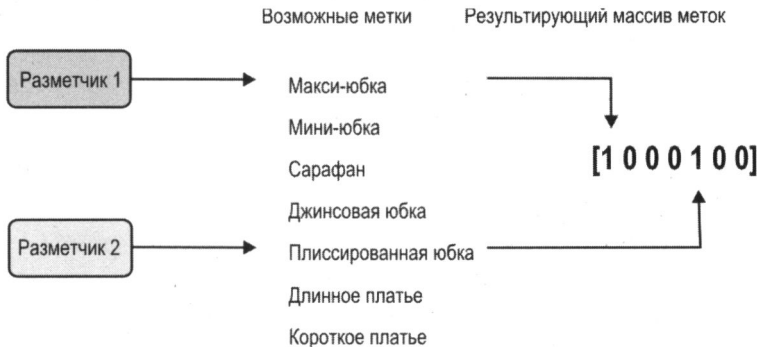 Возможные метки
Результирующий массив меток
Разметчик 1
Макси-юбка
Мини-юбка
Сарафан
[1 0 0 0 1 0 0]
Джинсовая юбка
Разметчик 2
Плиссированная юбка
Длинное платье
Короткое платье